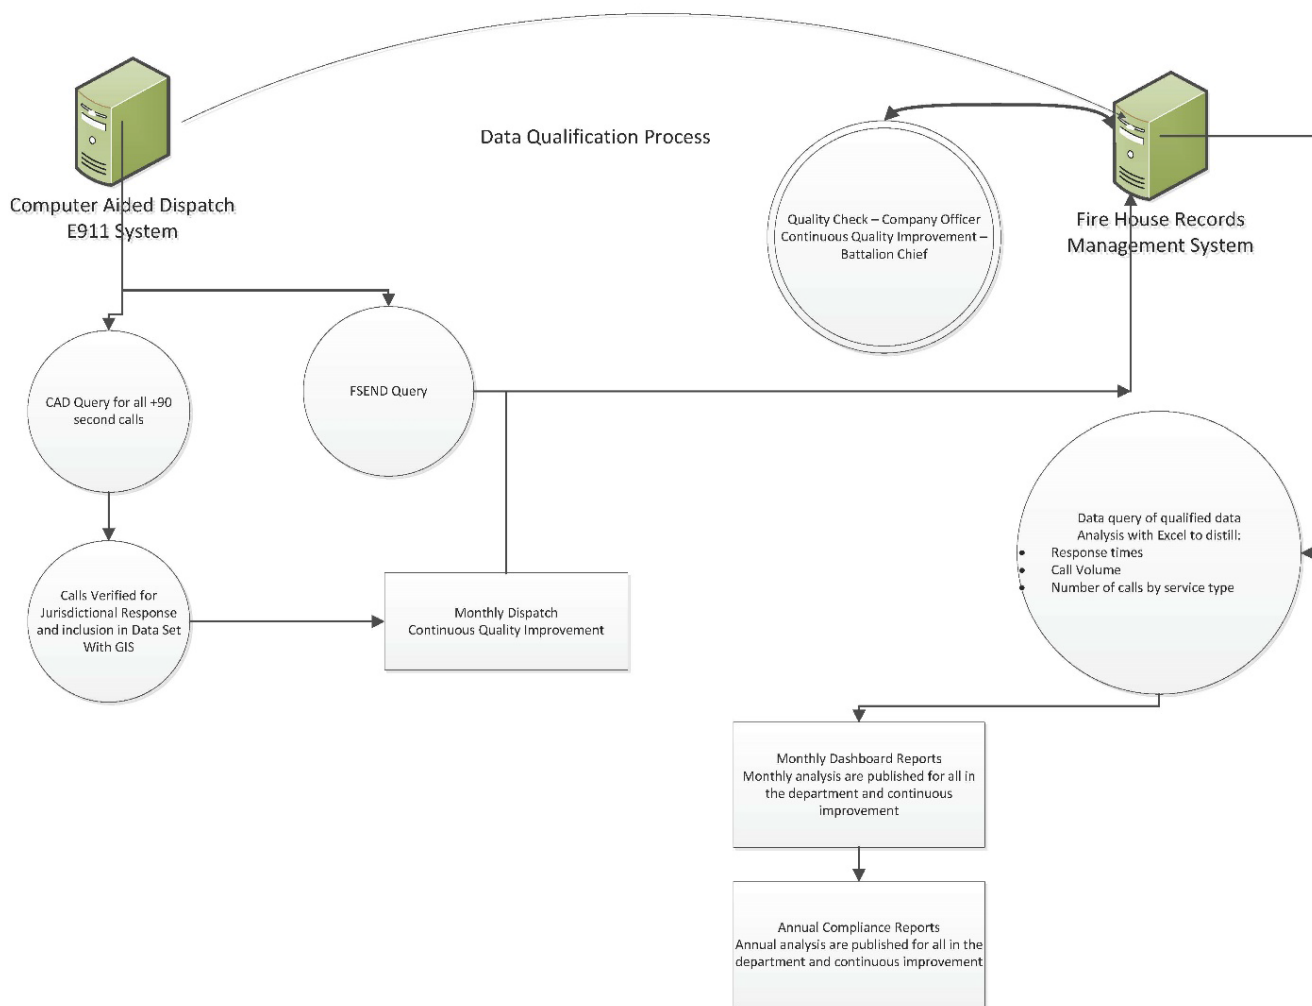 Data Qualification Process
Computer Aided Dispatch
E911 System
Quality Check – Company Officer
Continuous Quality Improvement –
Battalion Chief
Fire House Records
Management System
CAD Query for all +90
second calls
FSEND Query
Calls Verified for
Jurisdictional Response
and inclusion in Data Set
With GIS
Monthly Dispatch
Continuous Quality Improvement
Data query of qualified data
Analysis with Excel to distill:
• Response times
• Call Volume
• Number of calls by service type
Monthly Dashboard Reports
Monthly analysis are published for all in
the department and continuous
improvement
Annual Compliance Reports
Annual analysis are published for all in the
department and continuous improvement